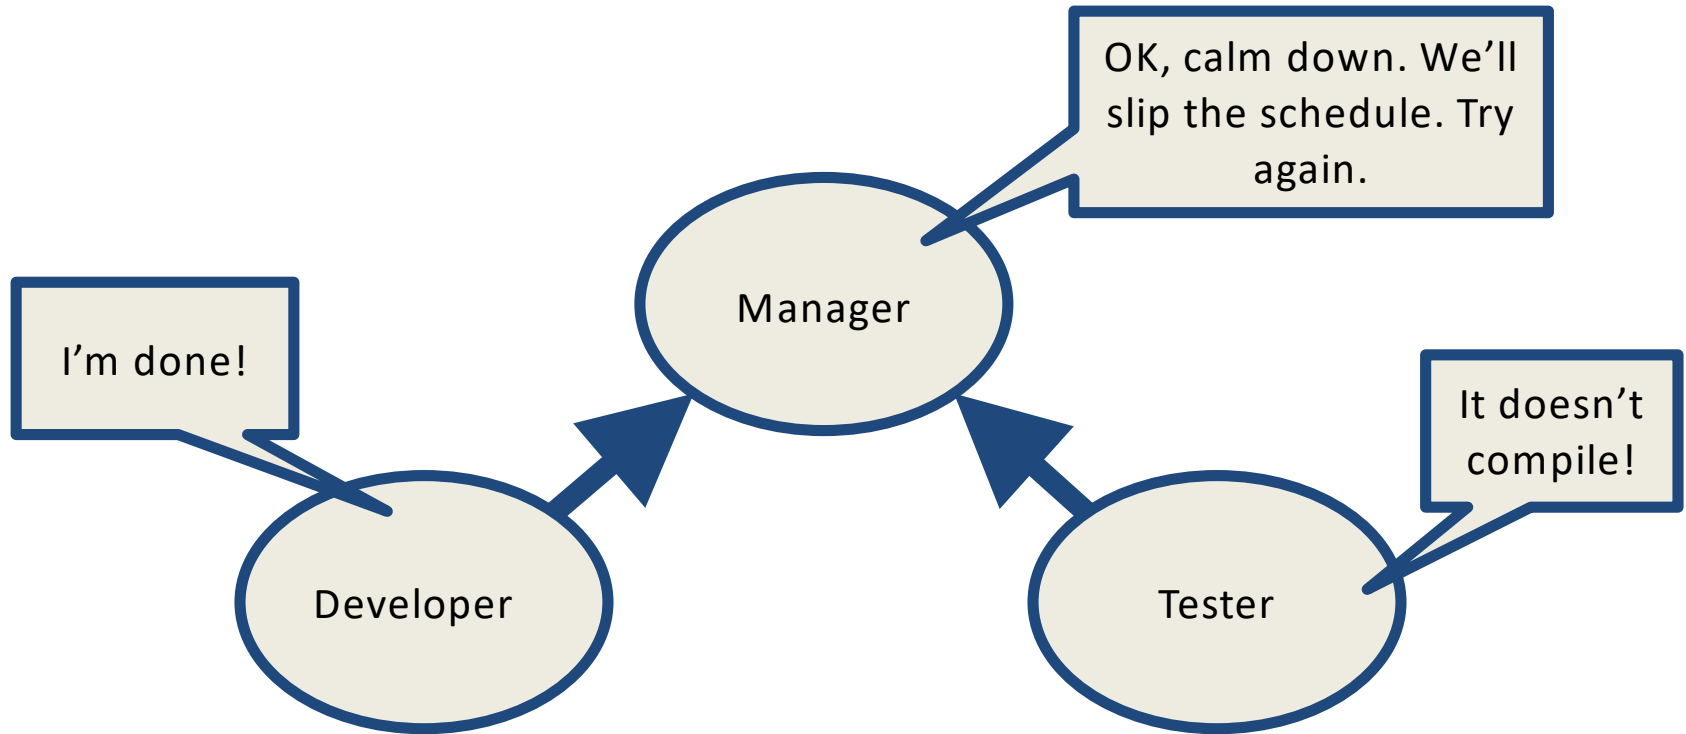 OK, calm down. We’ll
slip the schedule. Try
again.
Manager
I’m done!
It doesn’t
compile!
Developer
Tester